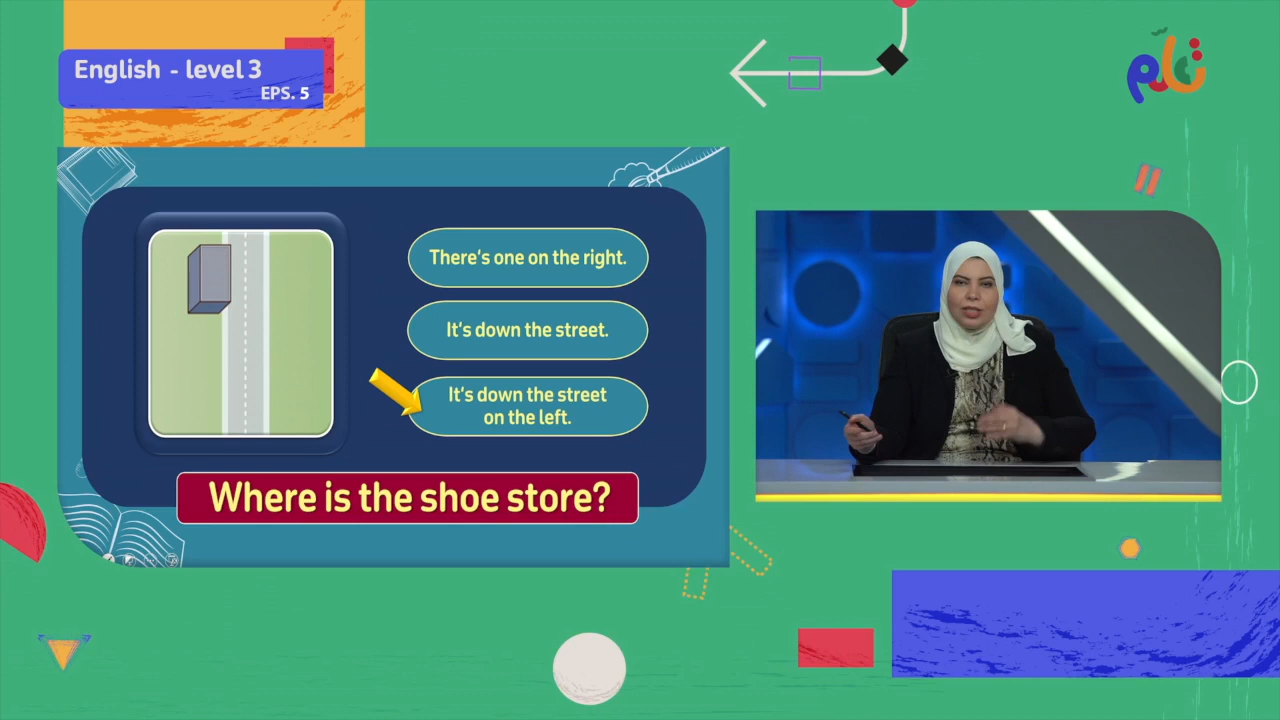 English - level 3
EPS. 5
تعلم
There's one on the right.
It's down the street.
It's down the street
on the left.
Where is the shoe store?